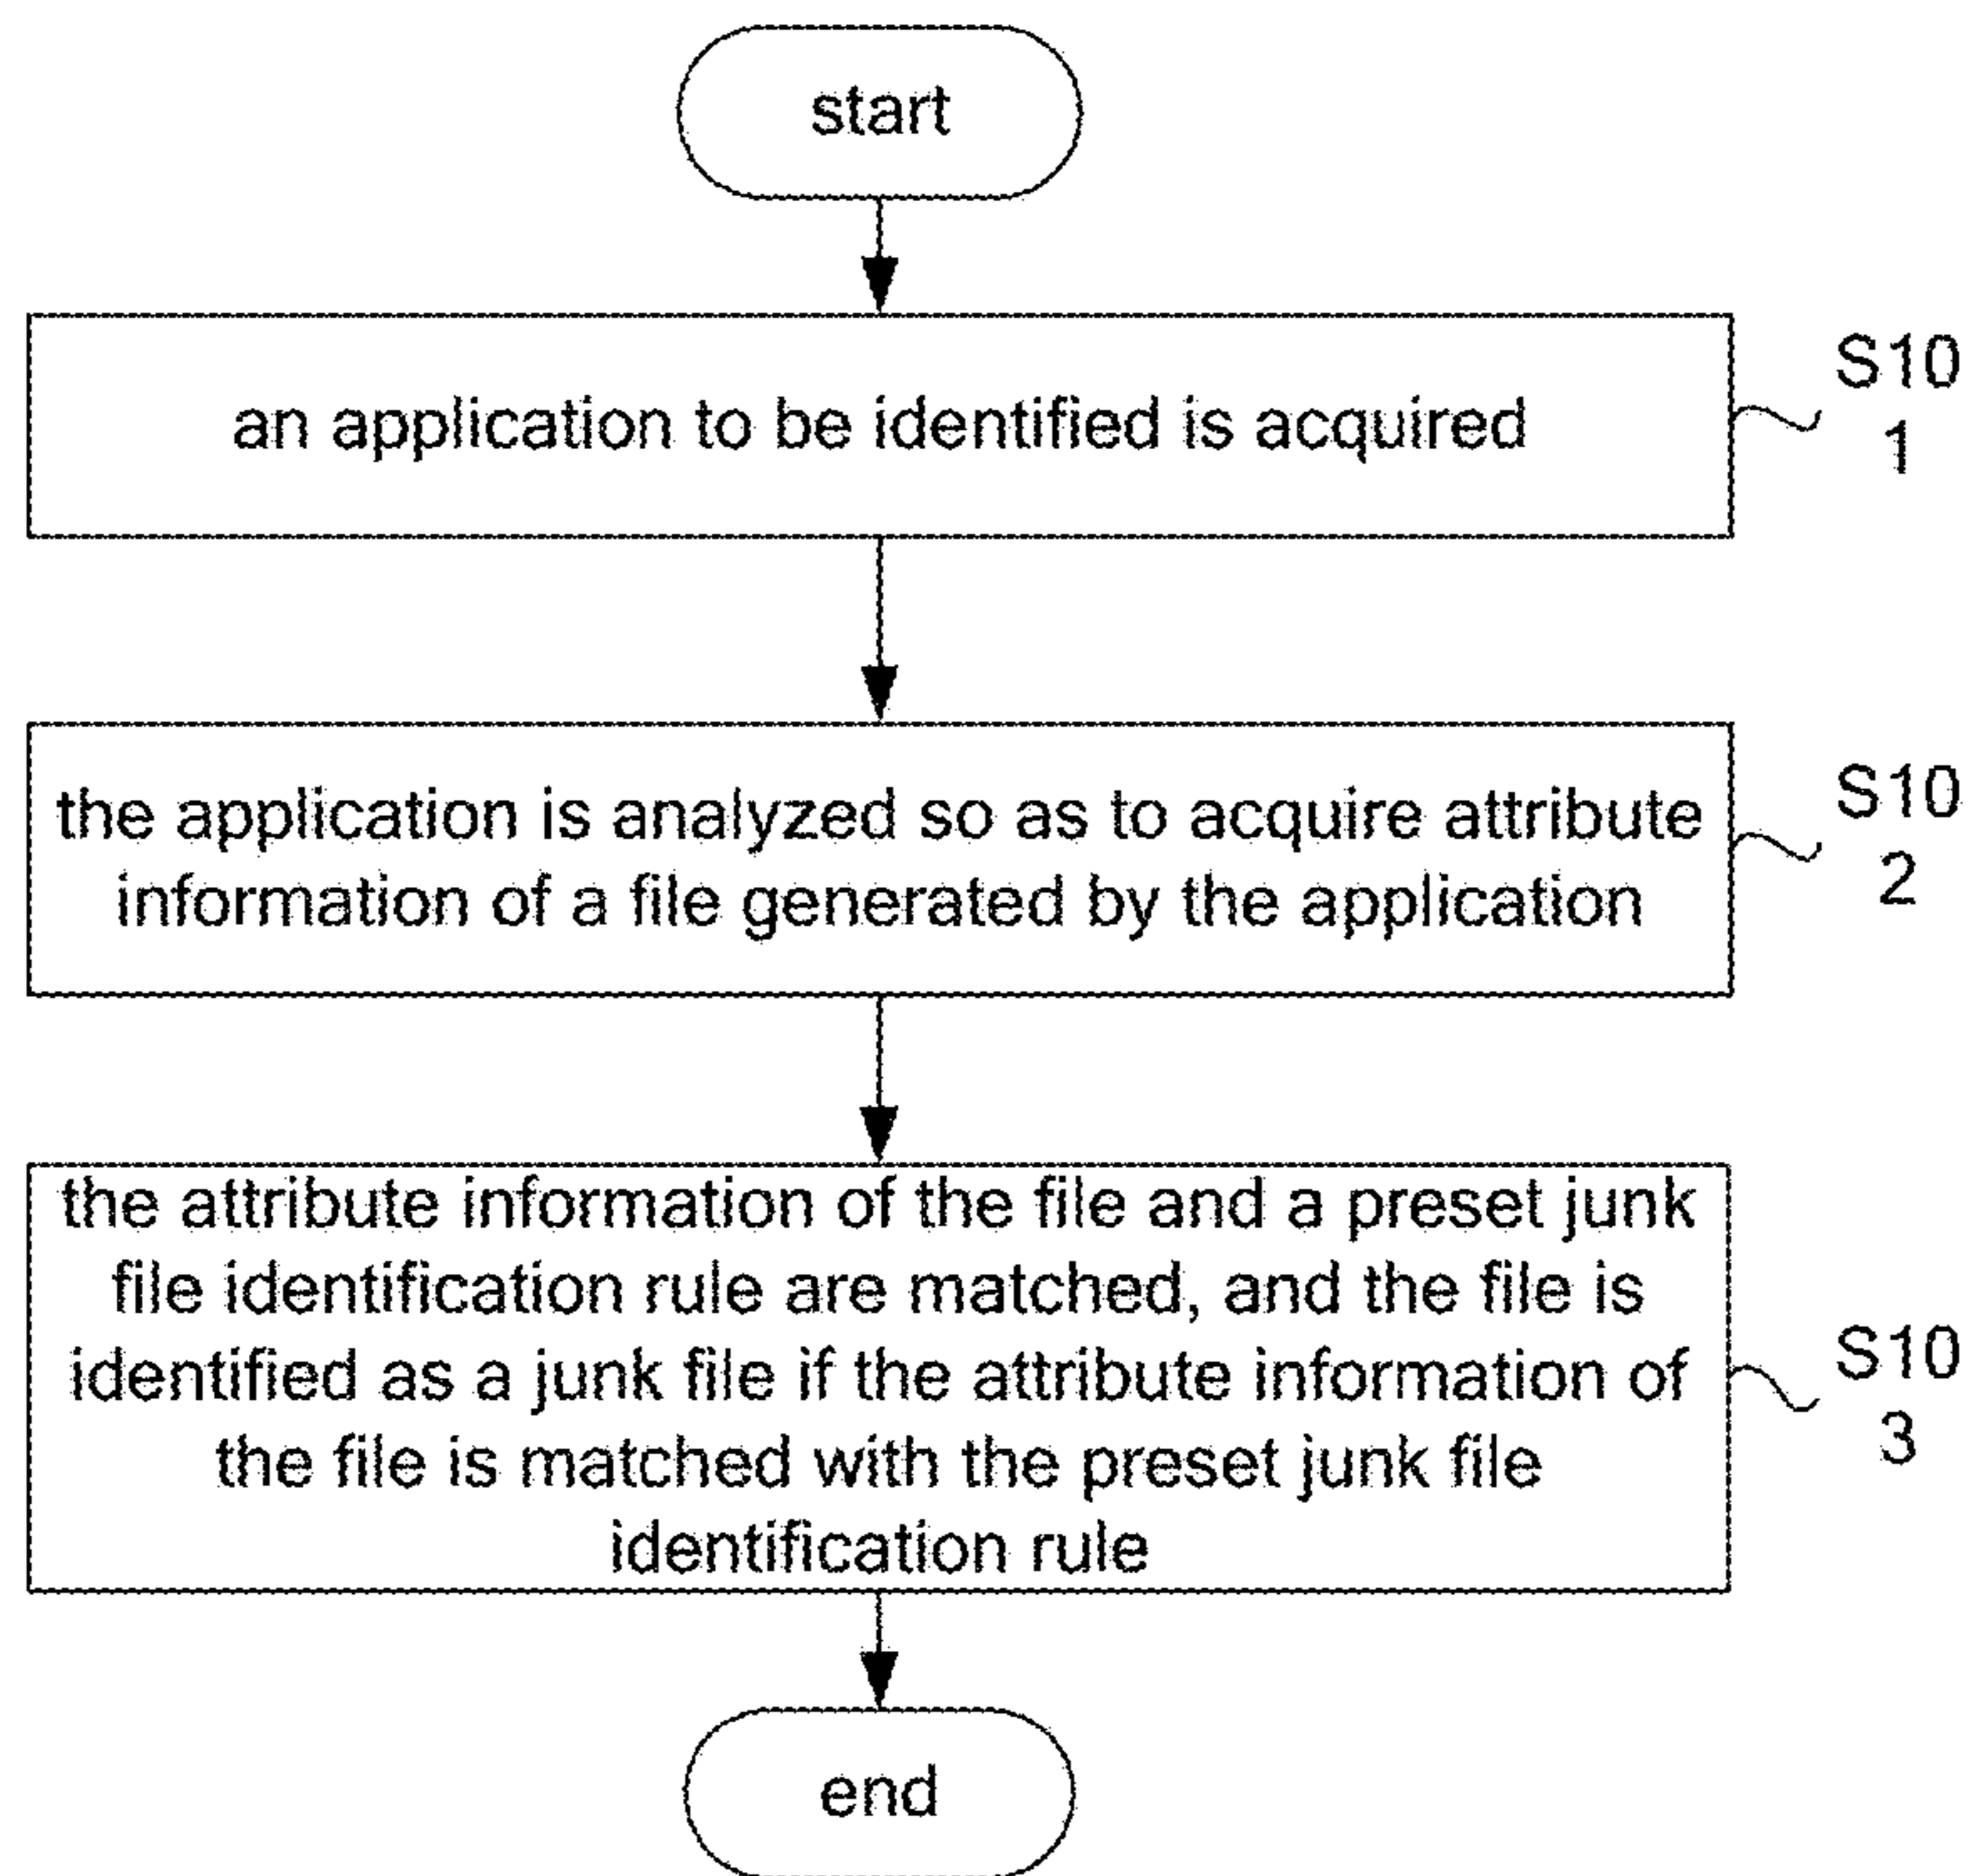 start
an application to be identified is acquired
S10
1
the application is analyzed so as to acquire attribute
information of a file generated by the application
S10
2
the attribute information of the file and a preset junk
file identification rule are matched, and the file is
identified as a junk file if the attribute information of
the file is matched with the preset junk file
identification rule
S10
3
end